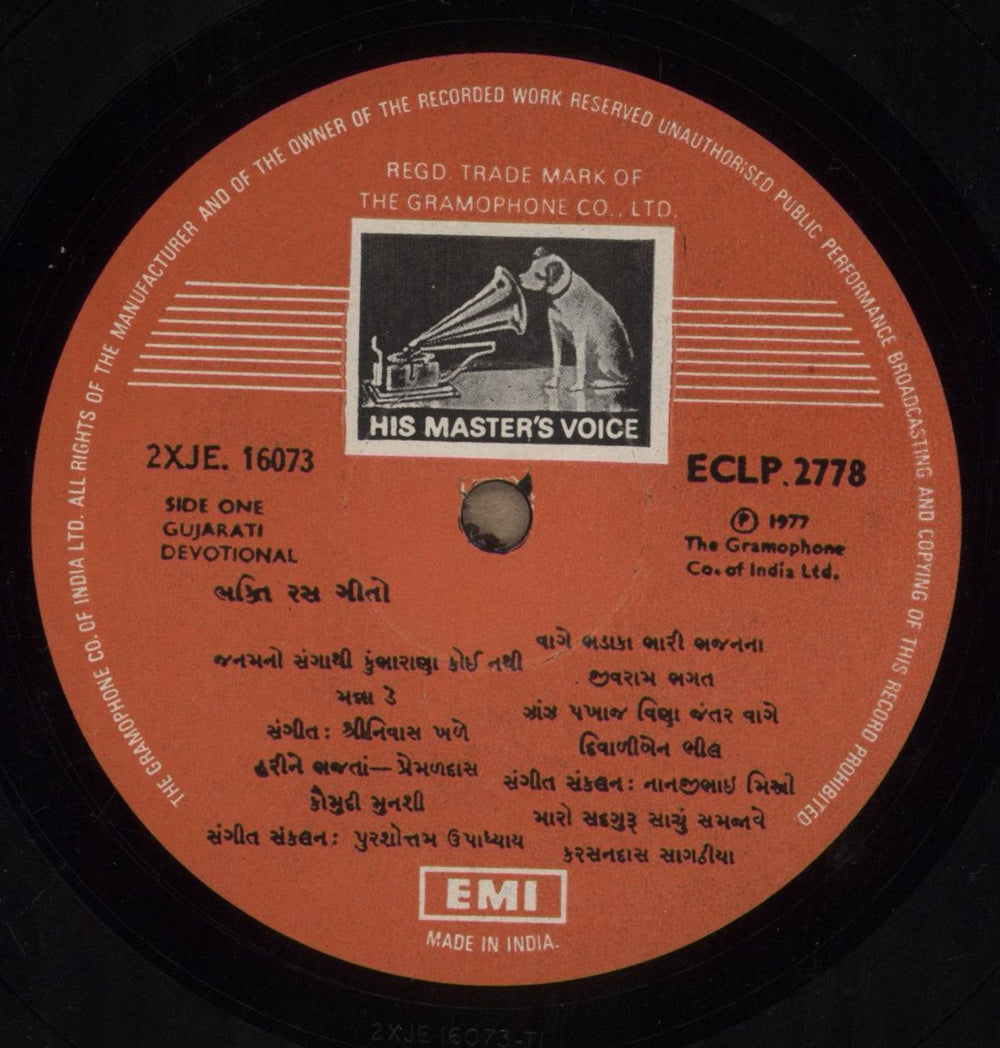 THE GRAMOPHONE CO. OF INDIA LTD. ALL RIGHTS OF THE MANUFACTURER AND OF THE OWNER OF THE RECORDED WORK RESERVED UNAUTHORISED PUBLIC PERFORMANCE BROADCASTING AND COPYING OF THIS RECORD PROHIBITED
REGD. TRADE MARK OF
THE GRAMOPHONE CO., LTD.
HIS MASTER'S VOICE
2XJE. 16073
SIDE ONE
GUJARATI
DEVOTIONAL
ECLP. 2778
Ⓟ 1977
The Gramophone
Co. of India Ltd.
ભક્તિ રસ ગીતો
જનમનો સંગાથી કુંભારાણા કોઈ નથી
મન્ના ડે
સંગીત: શ્રીનિવાસ ખળે
હરીને ભજતાં— પ્રેમળદાસ
કૌમુદી મુનશી
સંગીત સંકલન: પુરશોત્તમ ઉપાધ્યાય
વાગે ભડાકા ભારી ભજનના
જીવરામ ભગત
ઝાંઝ પખાજ વિણા જંતર વાગે
દિવાળીબેન ભીલ
સંગીત સંકલન: નાનજીભાઇ મિસ્ત્રી
મારો સદગુરૂ સાચું સમજાવે
કરસનદાસ સાગઠીયા
EMI
MADE IN INDIA.
2XJE 16073-T1